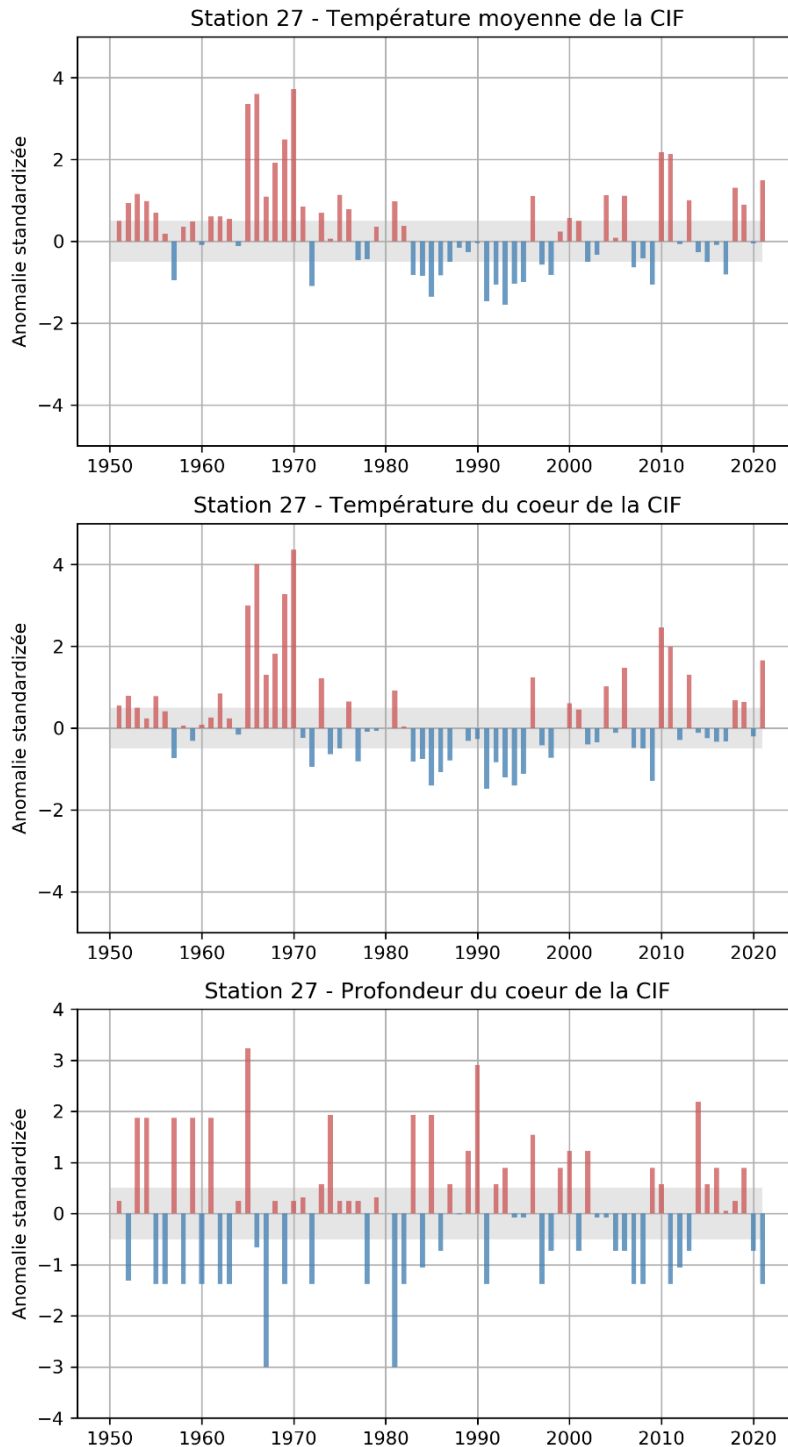 Station 27 - Température moyenne de la CIF
4
2
0
−2
−4
Anomalie standardizée
1950 1960 1970 1980 1990 2000 2010 2020
Station 27 - Température du coeur de la CIF
4
2
0
−2
−4
Anomalie standardizée
1950 1960 1970 1980 1990 2000 2010 2020
Station 27 - Profondeur du coeur de la CIF
4
3
2
1
0
−1
−2
−3
−4
Anomalie standardizée
1950 1960 1970 1980 1990 2000 2010 2020